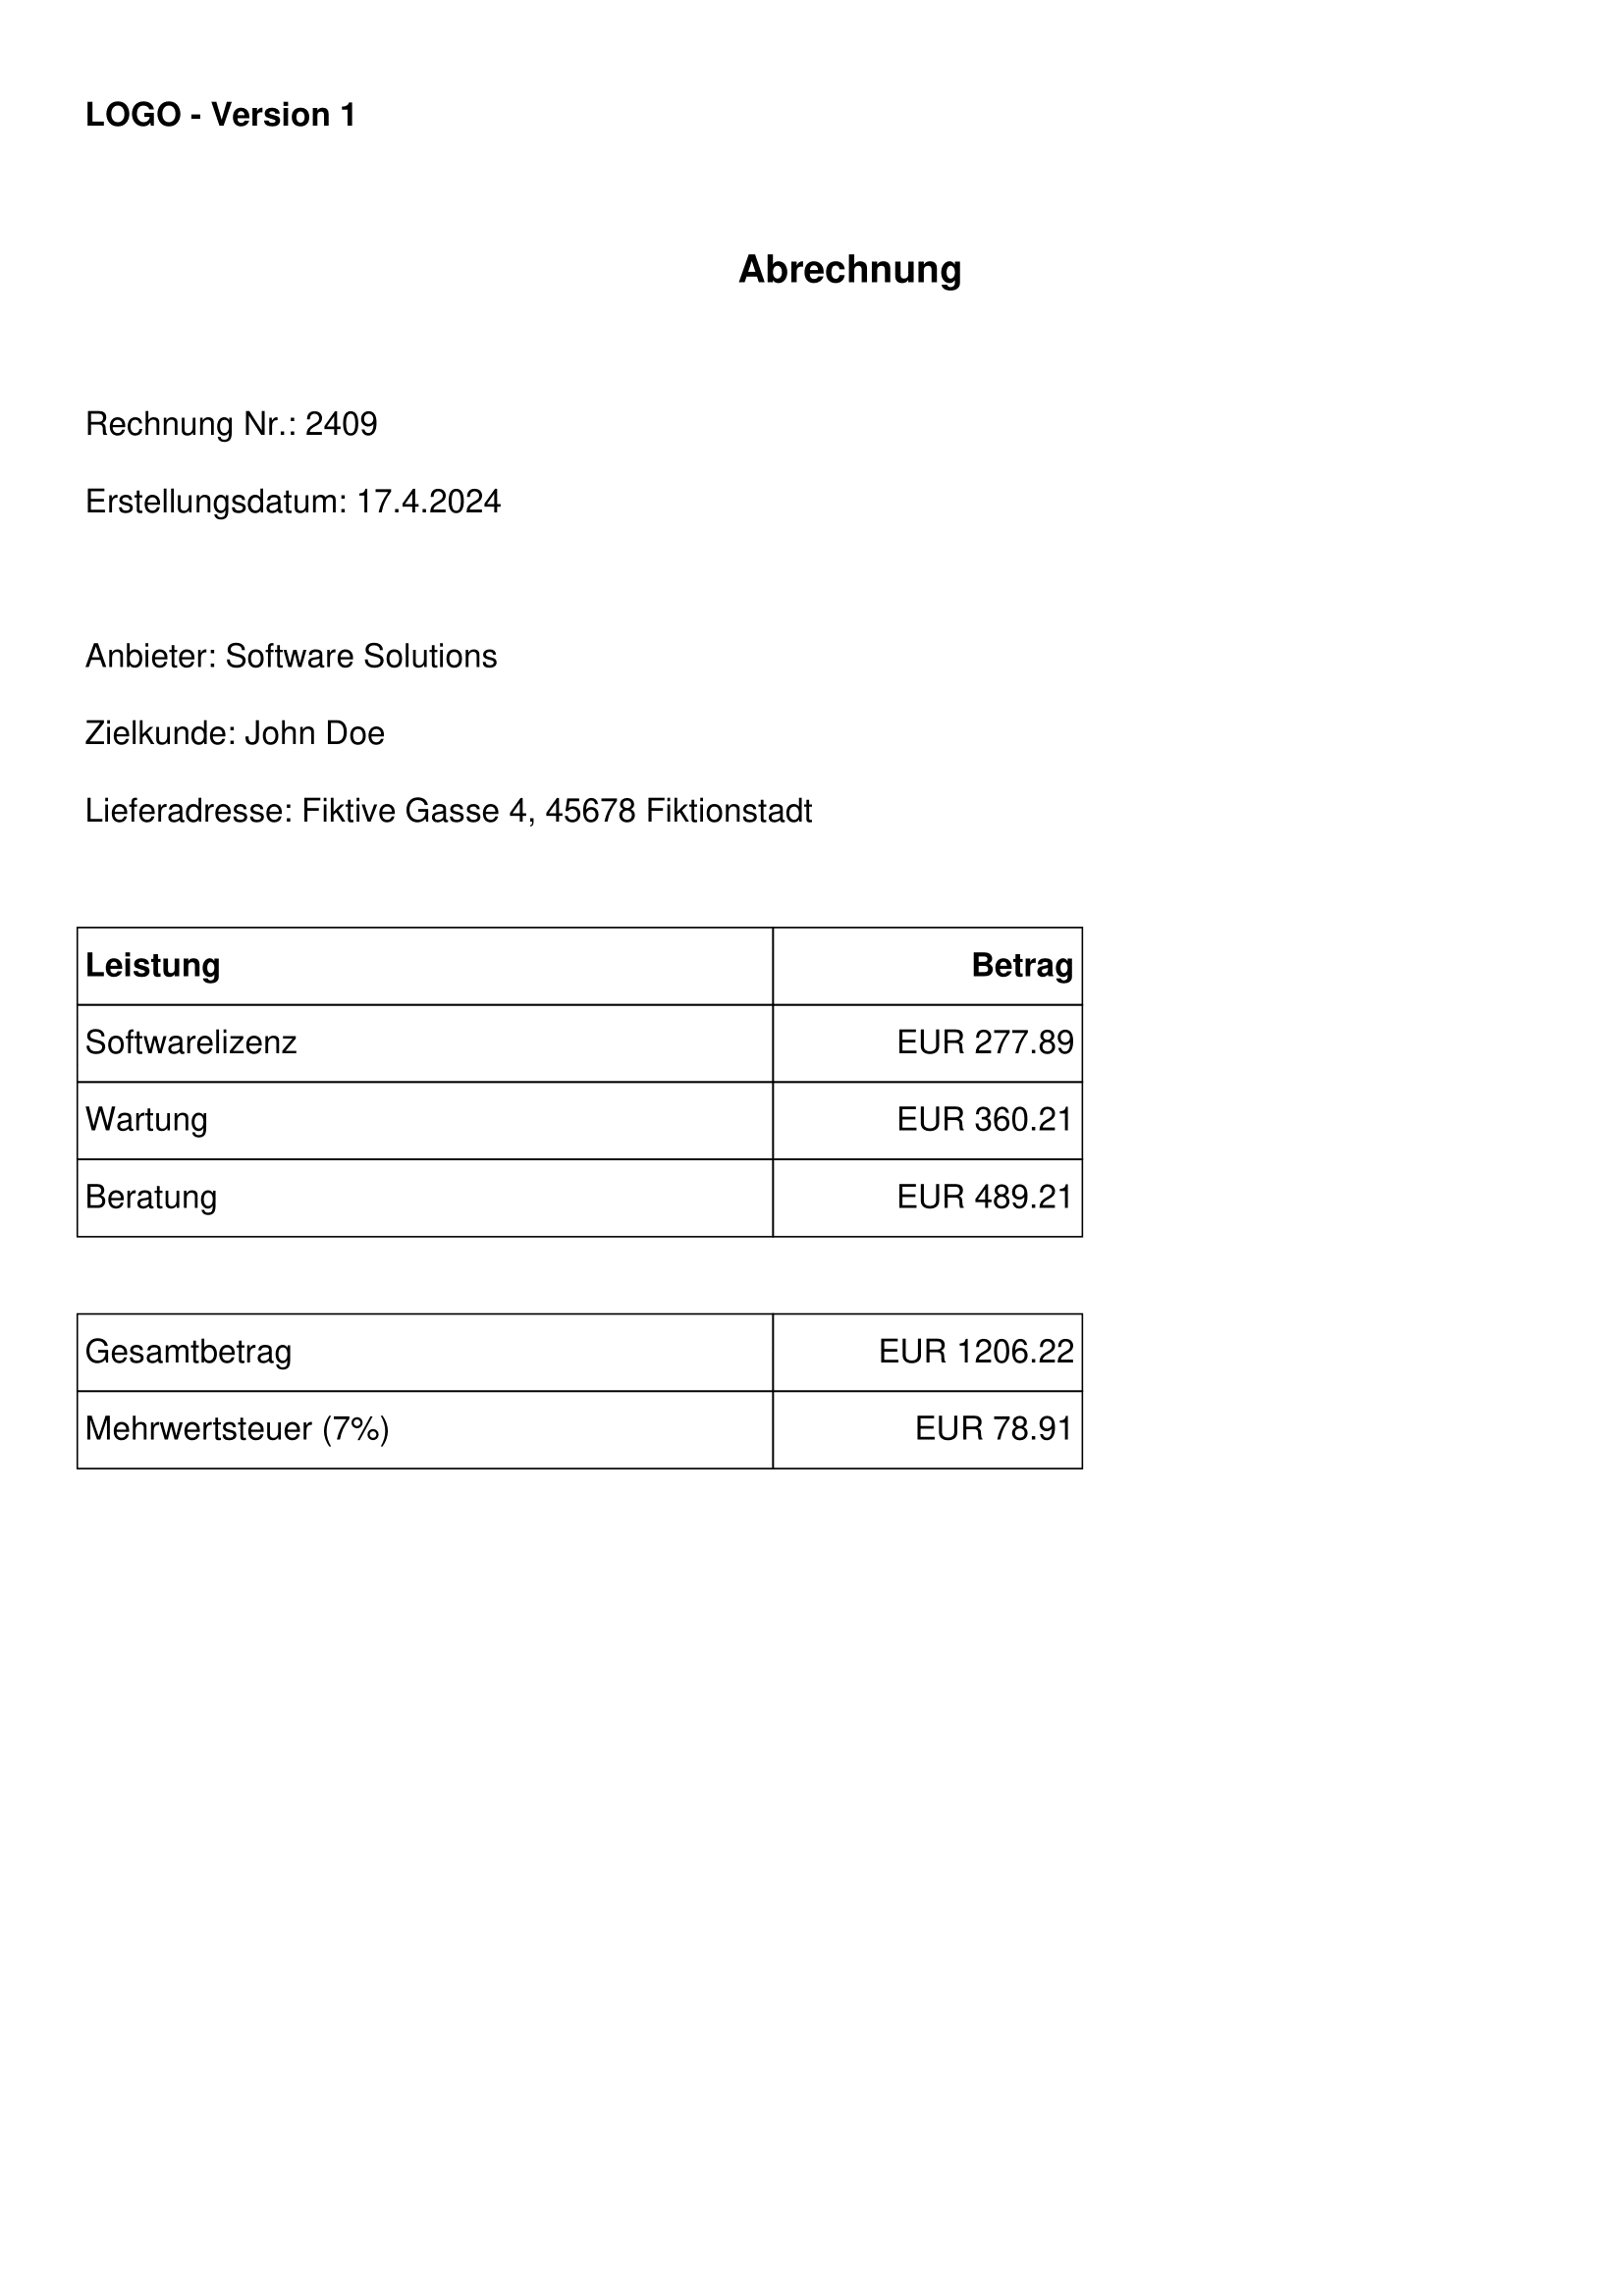 LOGO - Version 1
Abrechnung
Rechnung Nr.: 2409
Erstellungsdatum: 17.4.2024
Anbieter: Software Solutions
Zielkunde: John Doe
Lieferadresse: Fiktive Gasse 4, 45678 Fiktionstadt
Leistung Betrag
Softwarelizenz EUR 277.89
Wartung EUR 360.21
Beratung EUR 489.21
Gesamtbetrag EUR 1206.22
Mehrwertsteuer (7%) EUR 78.91